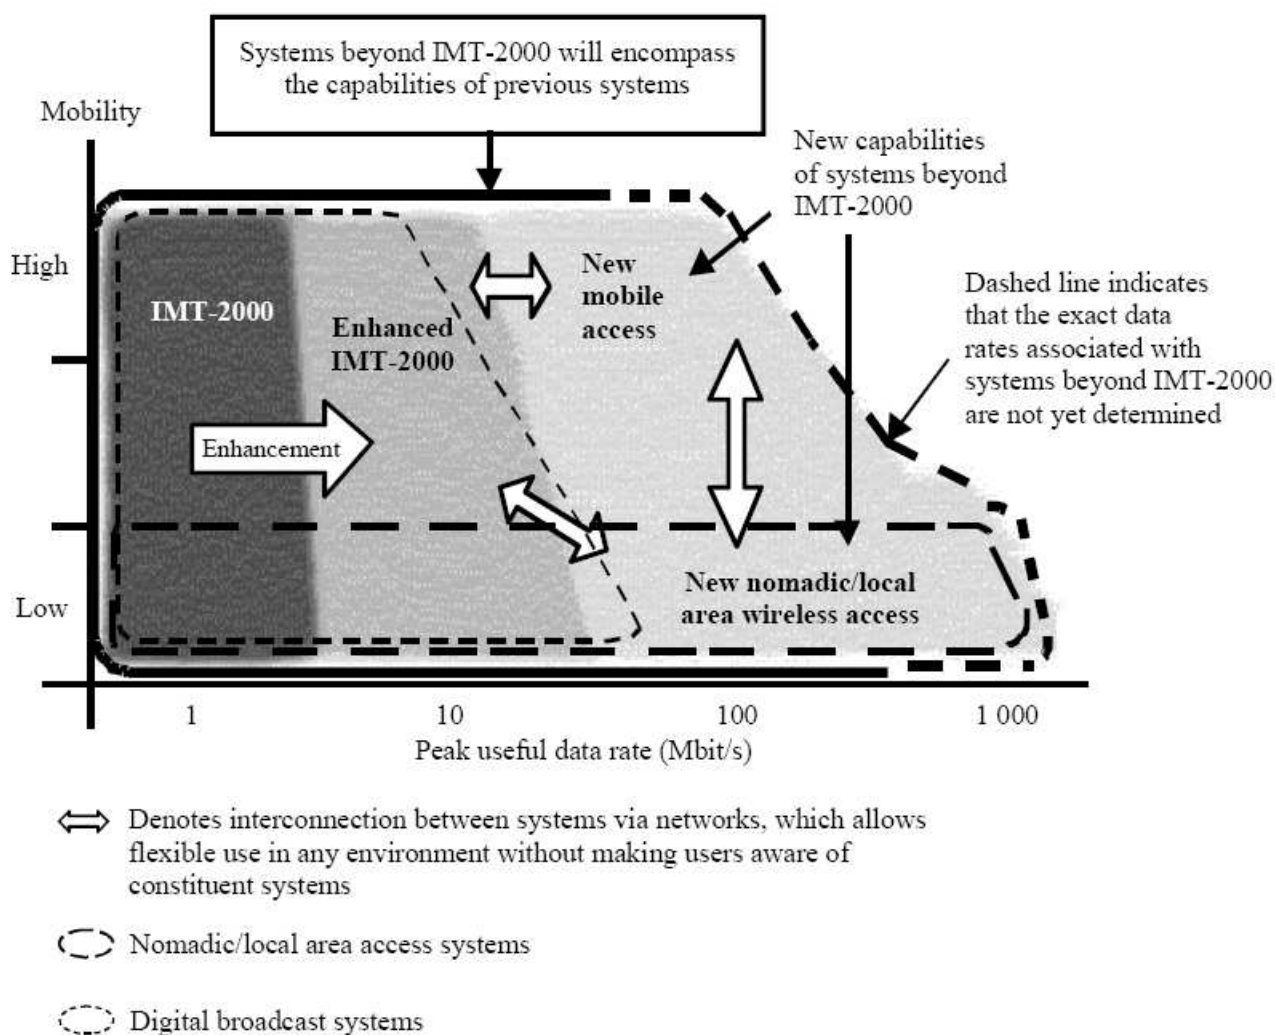 Systems beyond IMT-2000 will encompass
the capabilities of previous systems
Mobility
New capabilities
of systems beyond
IMT-2000
High
New
mobile
access
IMT-2000
Enhanced
IMT-2000
Dashed line indicates
that the exact data
rates associated with
systems beyond IMT-2000
are not yet determined
Enhancement
Low
New nomadic/local
area wireless access
1
10
100
1 000
Peak useful data rate (Mbit/s)
Denotes interconnection between systems via networks, which allows
flexible use in any environment without making users aware of
constituent systems
Nomadic/local area access systems
Digital broadcast systems